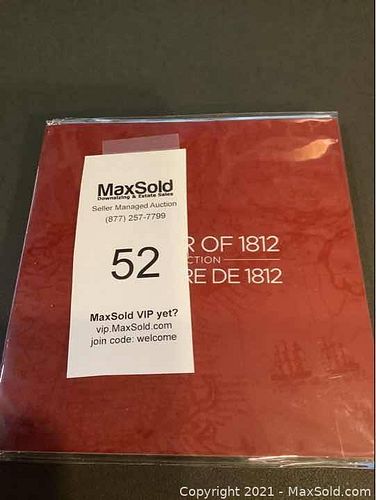 MaxSold
Downsizing & Estate Sales
Seller Managed Auction
(877) 257-7799
52
MaxSold VIP yet?
vip.MaxSold.com
join code: welcome
R OF 1812
CTION
RE DE 1812
Copyright 2021 - MaxSold.com